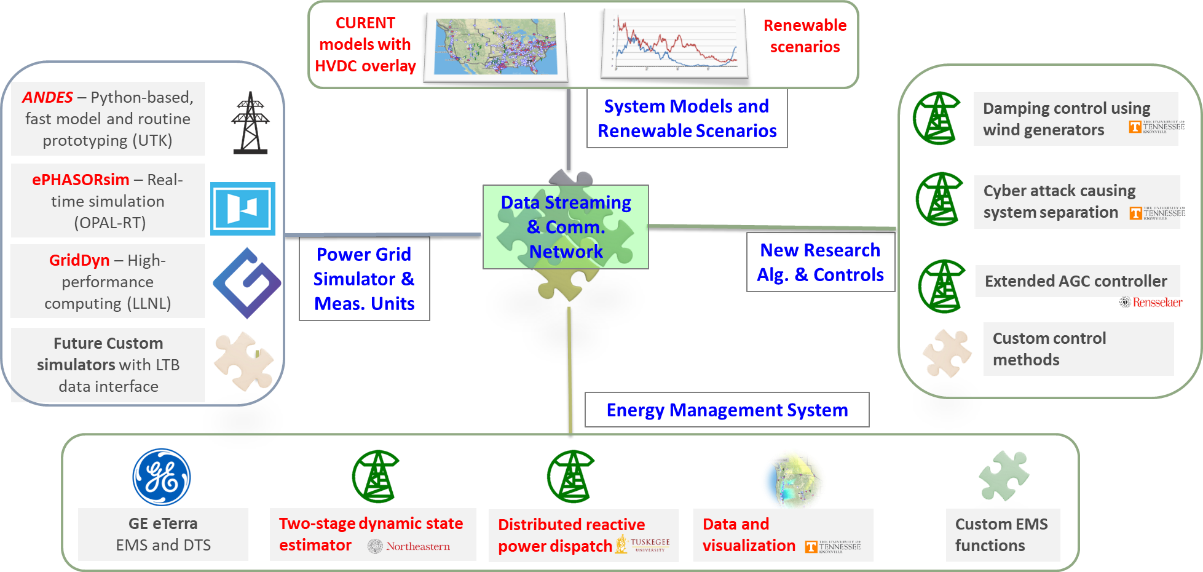 CURENT
models with
HVDC overlay
Renewable
scenarios
System Models and
Renewable Scenarios
ANDES – Python-based,
fast model and routine
prototyping (UTK)
ePHASORsim – Real-
time simulation
(OPAL-RT)
GridDyn – High-
performance
computing (LLNL)
Future Custom
simulators with LTB
data interface
Power Grid
Simulator &
Meas. Units
Data Streaming
& Comm.
Network
New Research
Alg. & Controls
Damping control using
wind generators
TENNESSEE
Cyber attack causing
system separation
TENNESSEE
Extended AGC controller
Rensselaer
Custom control
methods
Energy Management System
GE
GE eTerra
EMS and DTS
Two-stage dynamic state
estimator
Northeastern
Distributed reactive
power dispatch
TUSKEGEE
UNIVERSITY
Data and
visualization
TENNESSEE
Custom EMS
functions